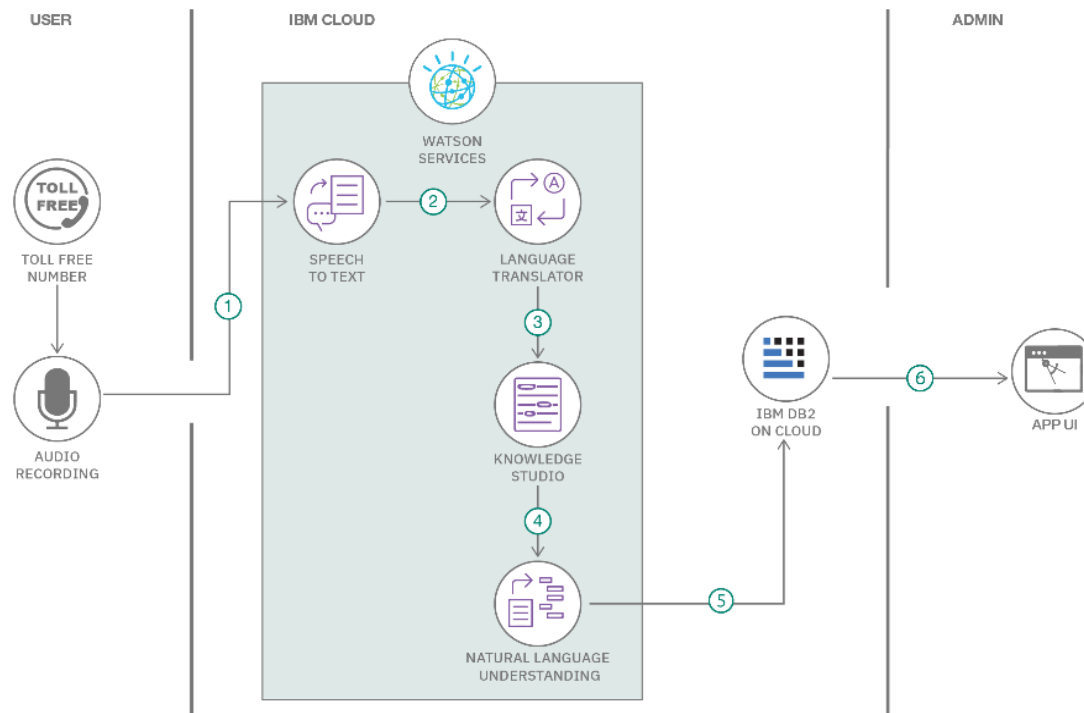 USER
IBM CLOUD
ADMIN
WATSON
SERVICES
TOLL
FREE
TOLL FREE
NUMBER
SPEECH
TO TEXT
2
A
文
LANGUAGE
TRANSLATOR
1
3
AUDIO
RECORDING
KNOWLEDGE
STUDIO
4
NATURAL LANGUAGE
UNDERSTANDING
5
IBM DB2
ON CLOUD
6
APP UI